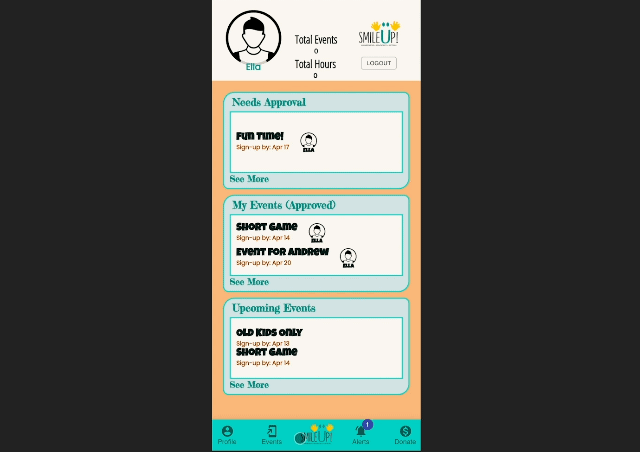 Ella
Total Events
0
Total Hours
0
SMILE UP!
LOGOUT
Needs Approval
Fun Time!
Sign-up by: Apr 17
ELLA
See More
My Events (Approved)
Short Game
Sign-up by: Apr 14
ELLA
Event for Andrew
Sign-up by: Apr 20
ELLA
See More
Upcoming Events
Old Kids Only
Sign-up by: Apr 13
Short Game
Sign-up by: Apr 14
See More
Profile
Events
SMILE UP!
1
Alerts
Donate